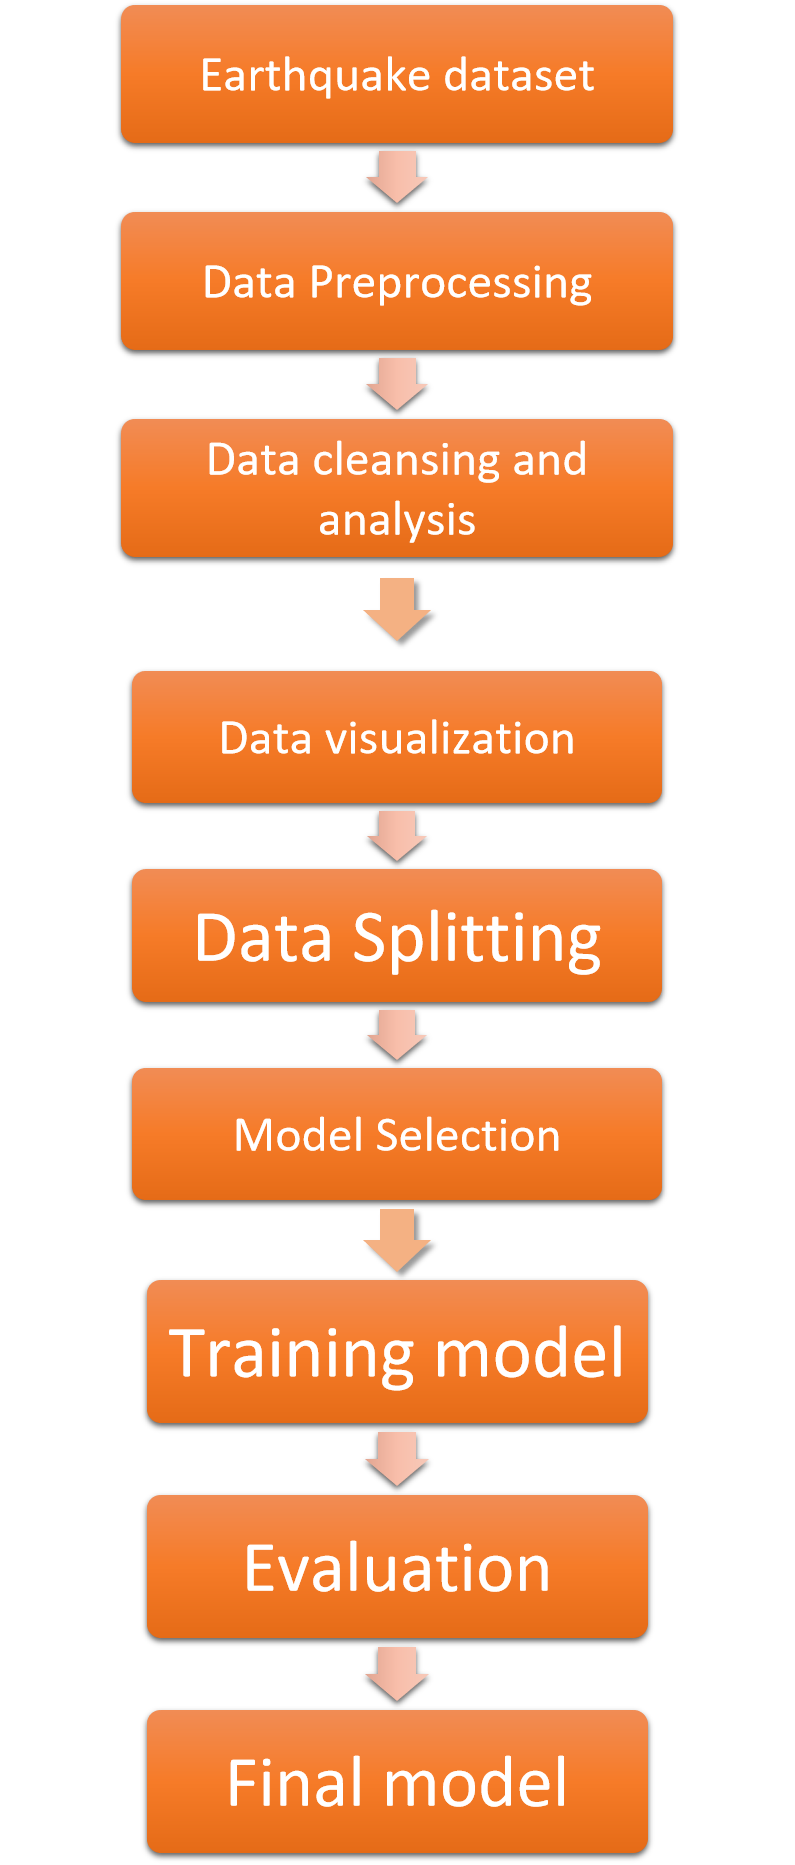 Earthquake dataset
Data Preprocessing
Data cleansing and
analysis
Data visualization
Data Splitting
Model Selection
Training model
Evaluation
Final model